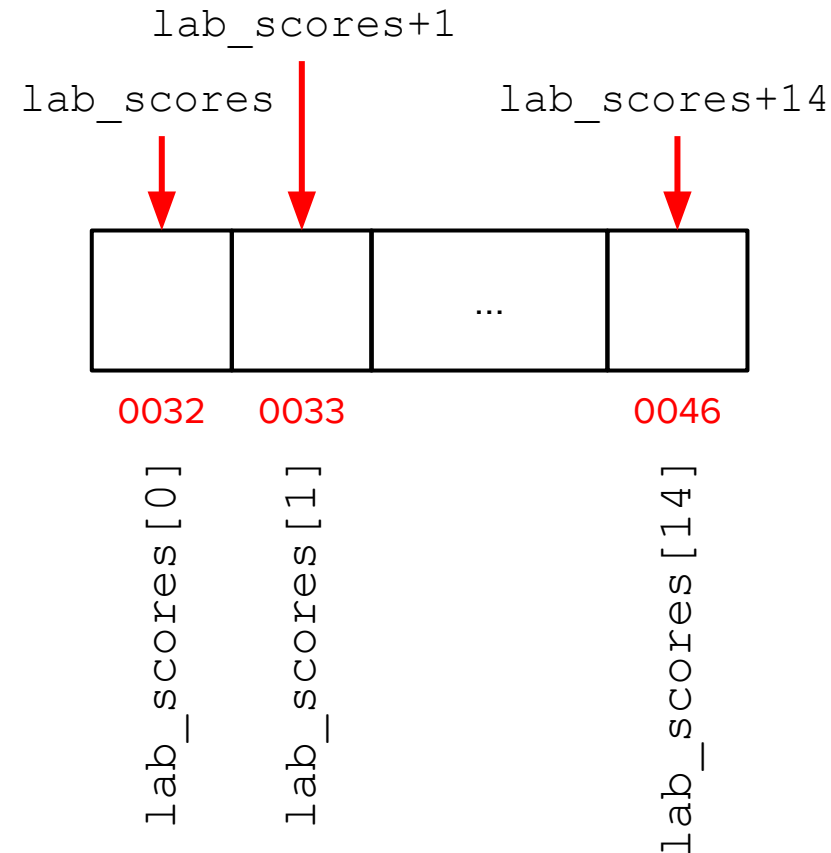 lab_scores+1
lab_scores
lab_scores+14
...
0032
0033
0046
lab_scores[0]
lab_scores[1]
lab_scores[14]